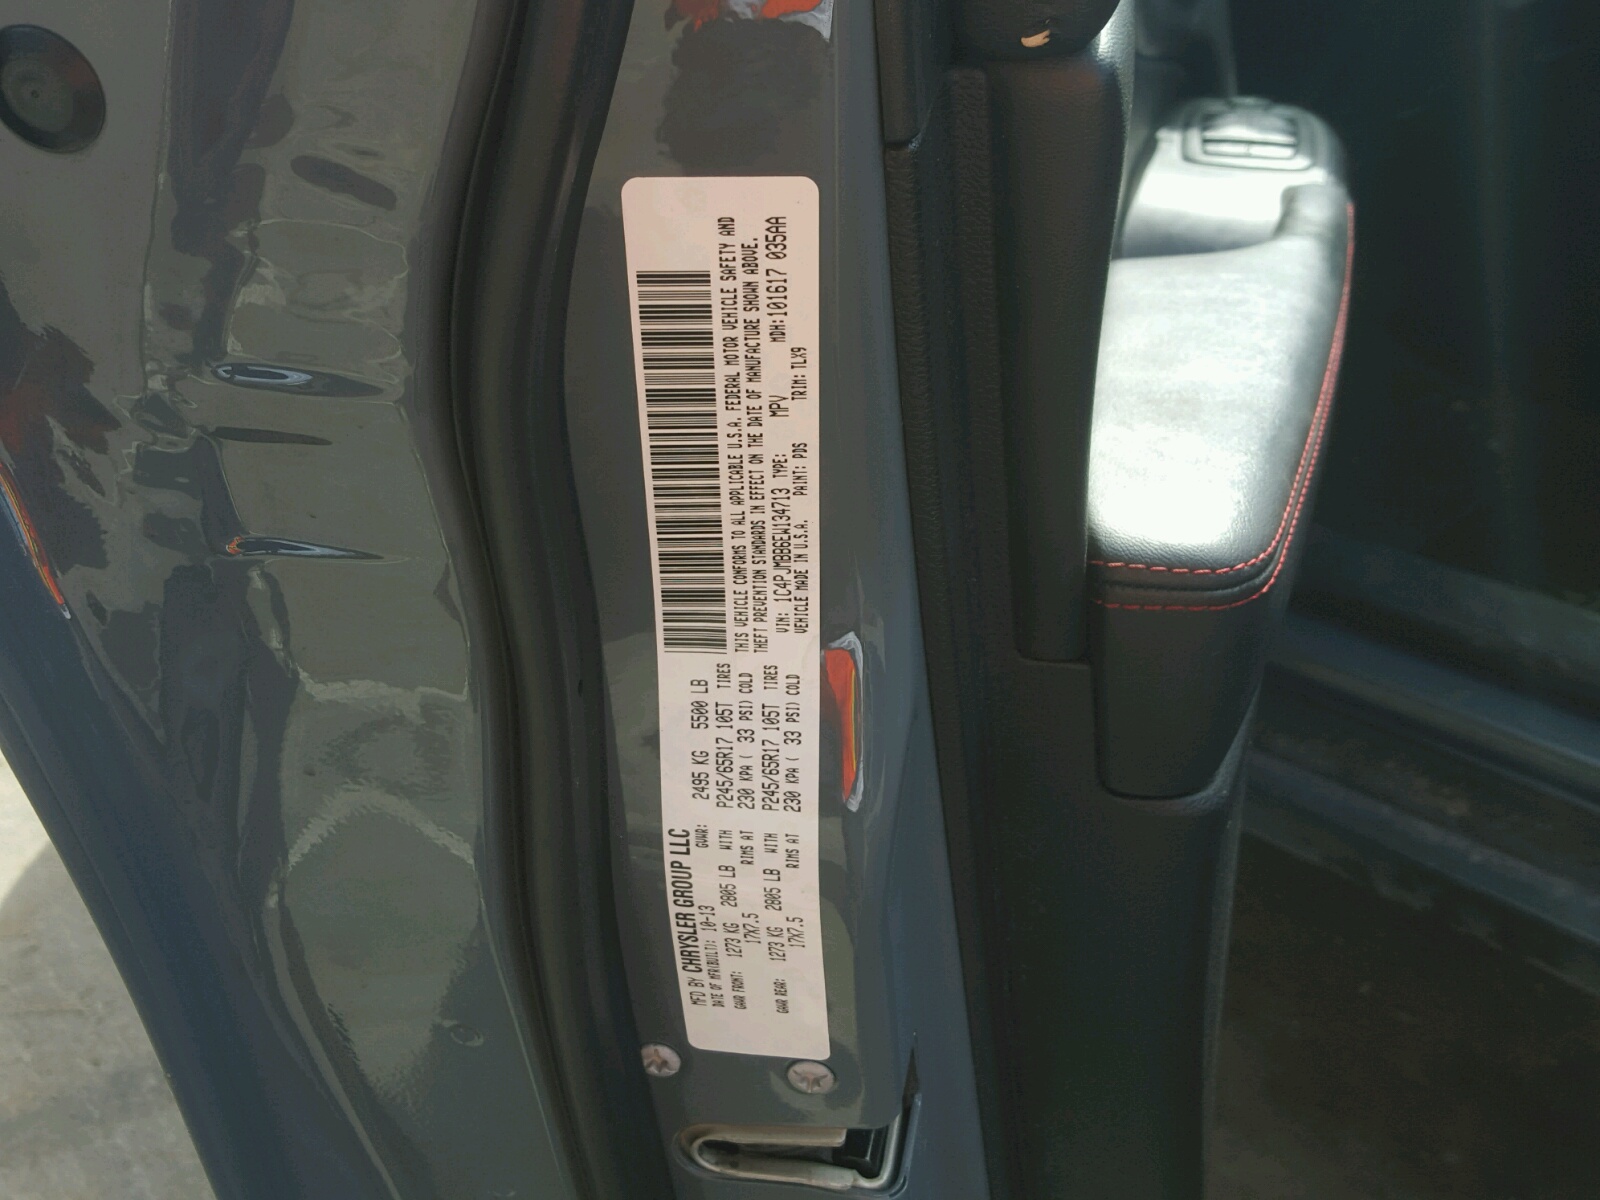 MFD BY CHRYSLER GROUP LLC
DATE OF MFR(BUILT): 10-13 GVWR: 2495 KG 5500 LB
GAWR FRONT: 1273 KG 2805 LB WITH P245/65R17 105T TIRES
17X7.5 RIMS AT 230 KPA ( 33 PSI) COLD
GAWR REAR: 1273 KG 2805 LB WITH P245/65R17 105T TIRES
17X7.5 RIMS AT 230 KPA ( 33 PSI) COLD
THIS VEHICLE CONFORMS TO ALL APPLICABLE U.S.A. FEDERAL MOTOR VEHICLE SAFETY AND
THEFT PREVENTION STANDARDS IN EFFECT ON THE DATE OF MANUFACTURE SHOWN ABOVE.
VIN: 1C4PJMBB6EW134713 TYPE: MPV MDH:101617 035AA
VEHICLE MADE IN U.S.A. PAINT: PDS TRIM: TLX9